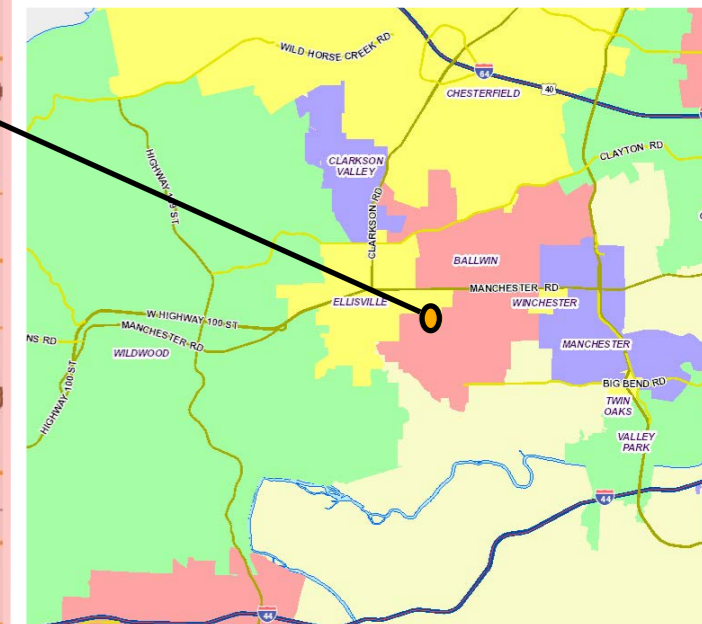 WILD HORSE CREEK RD
64
40
CHESTERFIELD
CLAYTON RD
HIGHWAY 109 ST
CLARKSON
VALLEY
CLARKSON RD
BALLWIN
MANCHESTER RD
ELLISVILLE
WINCHESTER
W HIGHWAY 100 ST
MANCHESTER RD
NS RD
WILDWOOD
MANCHESTER
HIGHWAY 100 ST
BIG BEND RD
TWIN
OAKS
VALLEY
PARK
44
44